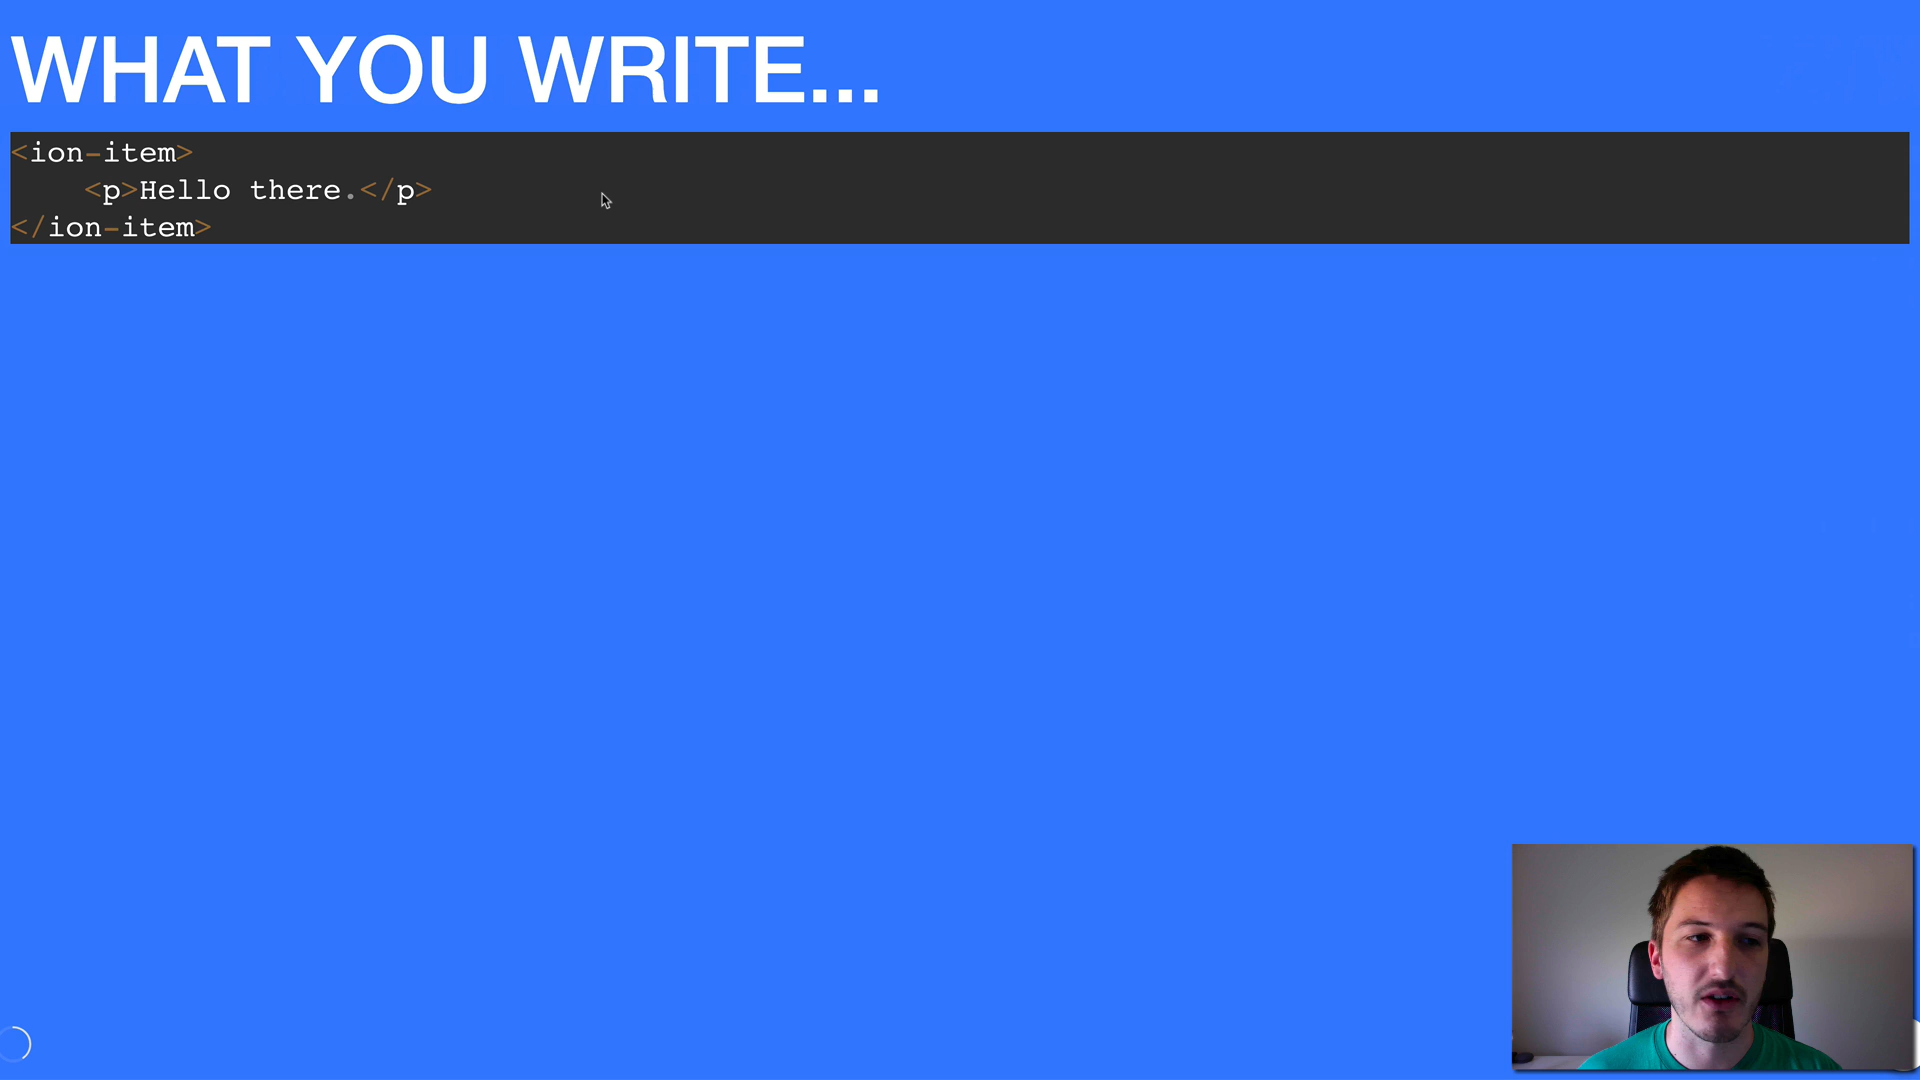 WHAT YOU WRITE...
<ion-item>
    <p>Hello there.</p>
</ion-item>